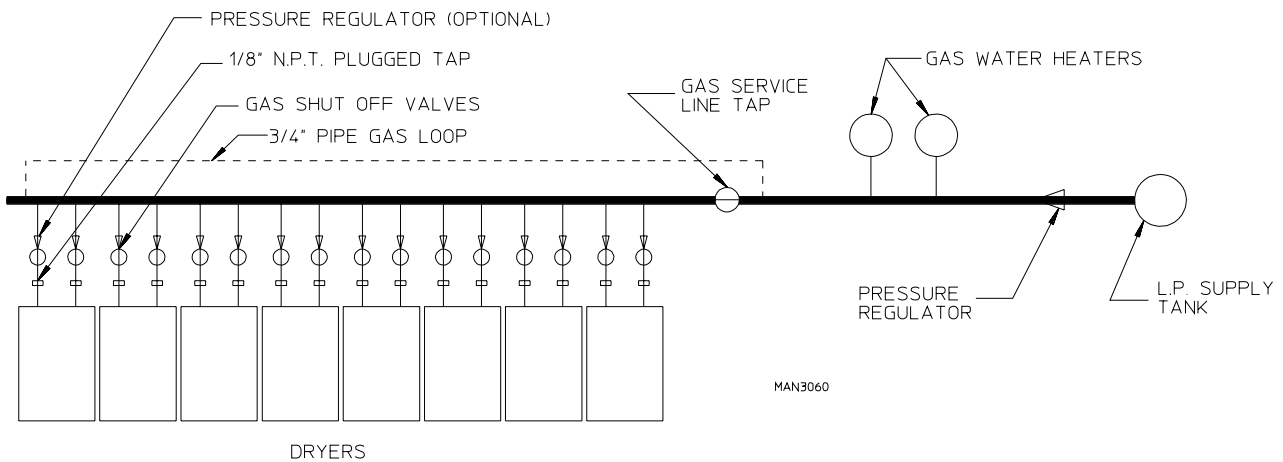 PRESSURE REGULATOR (OPTIONAL)
1/8" N.P.T. PLUGGED TAP
GAS SHUT OFF VALVES
3/4" PIPE GAS LOOP
GAS SERVICE
LINE TAP
GAS WATER HEATERS
PRESSURE
REGULATOR
L.P. SUPPLY
TANK
MAN3060
DRYERS